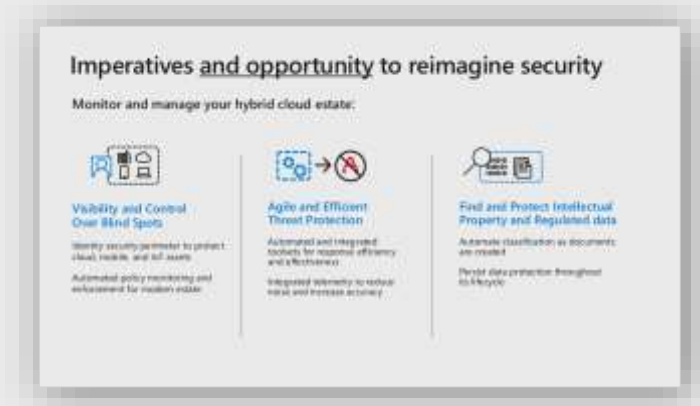 Imperatives and opportunity to reimagine security
Monitor and manage your hybrid cloud estate:
Visibility and Control
Over Blind Spots
Identity security perimeter to protect
cloud, mobile, and IoT assets
Automated policy monitoring and
enforcement for modern estate
Agile and Efficient
Threat Protection
Automated and integrated
toolsets for response efficiency
and effectiveness
Integrated telemetry to reduce
noise and increase accuracy
Find and Protect Intellectual
Property and Regulated data
Automate classification as documents
are created
Persist data protection throughout
its lifecycle